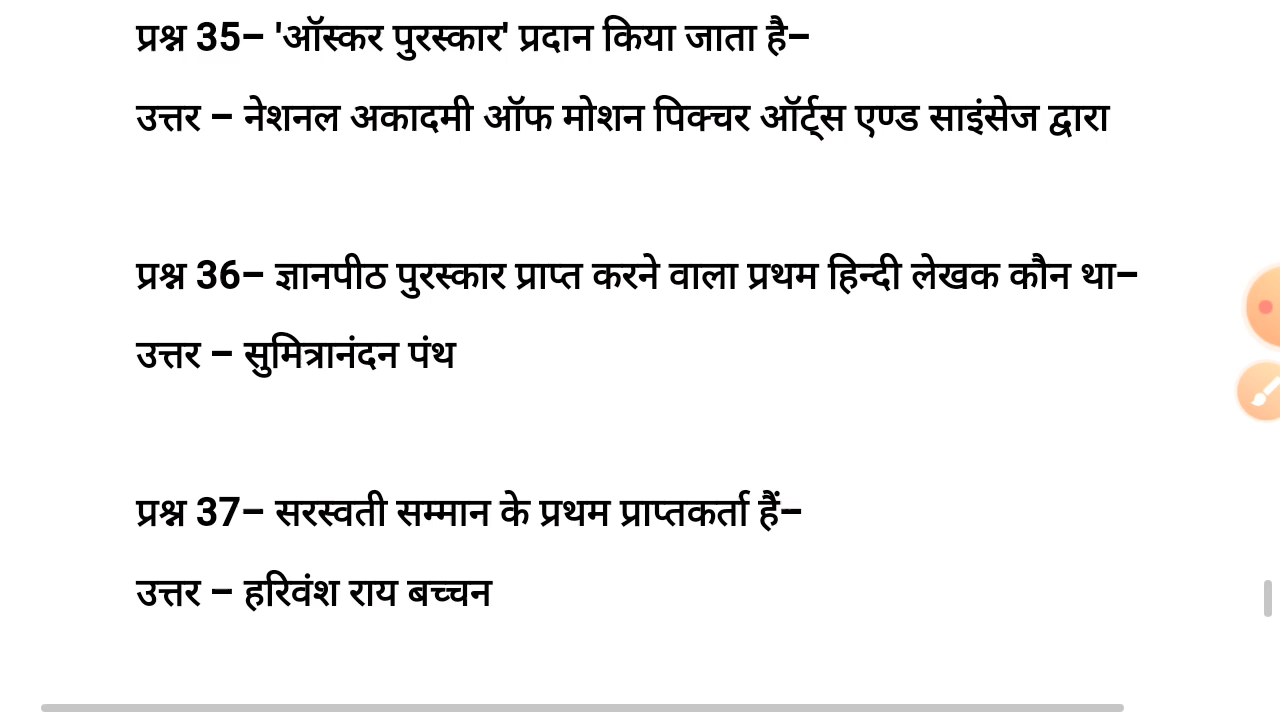 प्रश्न 35– 'ऑस्कर पुरस्कार' प्रदान किया जाता है–
उत्तर – नेशनल अकादमी ऑफ मोशन पिक्चर ऑर्ट्स एण्ड साइंसेज द्वारा
प्रश्न 36– ज्ञानपीठ पुरस्कार प्राप्त करने वाला प्रथम हिन्दी लेखक कौन था–
उत्तर – सुमित्रानंदन पंथ
प्रश्न 37– सरस्वती सम्मान के प्रथम प्राप्तकर्ता हैं–
उत्तर – हरिवंश राय बच्चन